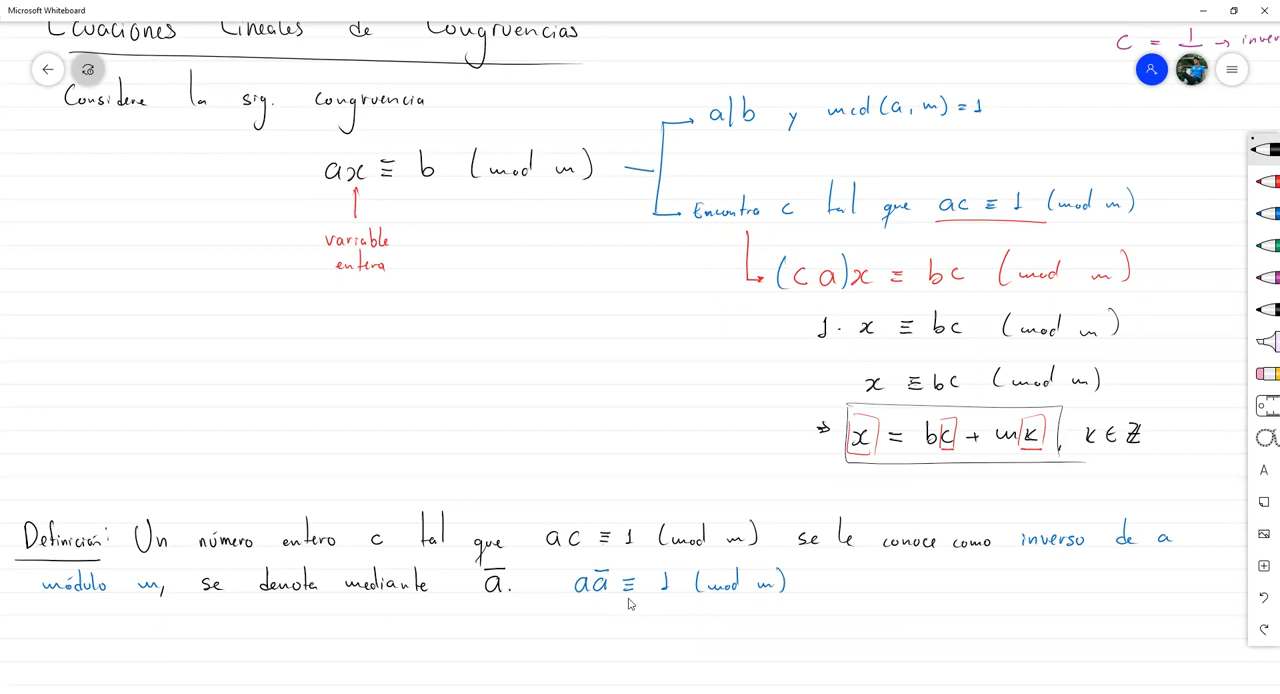 Microsoft Whiteboard
Ecuaciones Lineales de Congruencias
C = 1 → inver
Considere la sig. congruencia
a|b y mcd(a, m) = 1
ax ≡ b (mod m)
Encontra c tal que ac ≡ 1 (mod m)
variable
entera
(c a)x ≡ bc (mod m)
1 · x ≡ bc (mod m)
x ≡ bc (mod m)
⇒ x = bc + mk, k ∈ ℤ
Definición: Un número entero c tal que ac ≡ 1 (mod m) se le conoce como inverso de a
módulo m, se denota mediante a̅. aa̅ ≡ 1 (mod m)